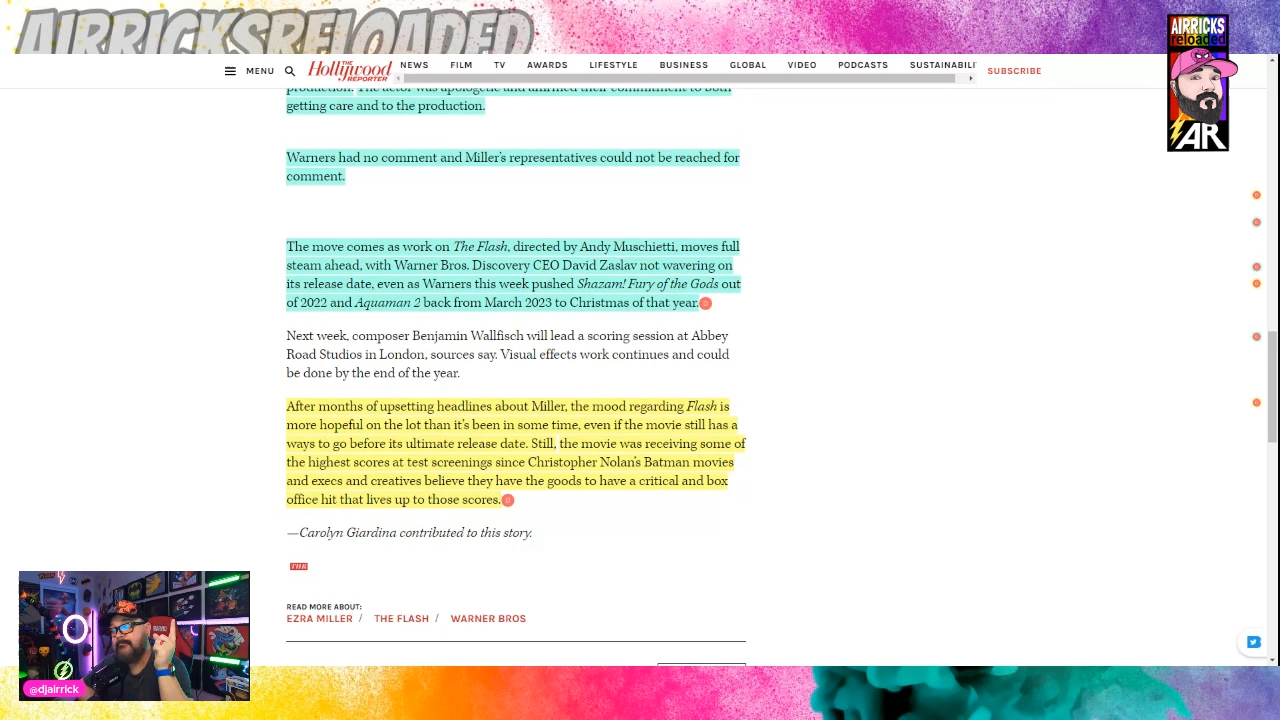 AIRRICKSRELOADED
AIRRICKS
reloaded
AR
MENU
THE
Hollywood
REPORTER
NEWS FILM TV AWARDS LIFESTYLE BUSINESS GLOBAL VIDEO PODCASTS SUSTAINABILI
SUBSCRIBE
production. The actor was apologetic and affirmed their commitment to both
getting care and to the production.
Warners had no comment and Miller's representatives could not be reached for
comment.
The move comes as work on The Flash, directed by Andy Muschietti, moves full
steam ahead, with Warner Bros. Discovery CEO David Zaslav not wavering on
its release date, even as Warners this week pushed Shazam! Fury of the Gods out
of 2022 and Aquaman 2 back from March 2023 to Christmas of that year.
Next week, composer Benjamin Wallfisch will lead a scoring session at Abbey
Road Studios in London, sources say. Visual effects work continues and could
be done by the end of the year.
After months of upsetting headlines about Miller, the mood regarding Flash is
more hopeful on the lot than it's been in some time, even if the movie still has a
ways to go before its ultimate release date. Still, the movie was receiving some of
the highest scores at test screenings since Christopher Nolan's Batman movies
and execs and creatives believe they have the goods to have a critical and box
office hit that lives up to those scores.
—Carolyn Giardina contributed to this story.
THR
READ MORE ABOUT:
EZRA MILLER / THE FLASH / WARNER BROS
@djairrick